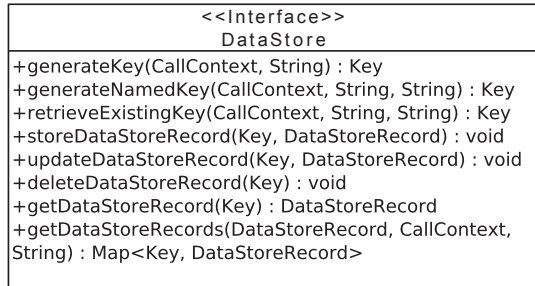 <<Interface>>
DataStore
+generateKey(CallContext, String) : Key
+generateNamedKey(CallContext, String, String) : Key
+retrieveExistingKey(CallContext, String, String) : Key
+storeDataStoreRecord(Key, DataStoreRecord) : void
+updateDataStoreRecord(Key, DataStoreRecord) : void
+deleteDataStoreRecord(Key) : void
+getDataStoreRecord(Key) : DataStoreRecord
+getDataStoreRecords(DataStoreRecord, CallContext,
String) : Map<Key, DataStoreRecord>